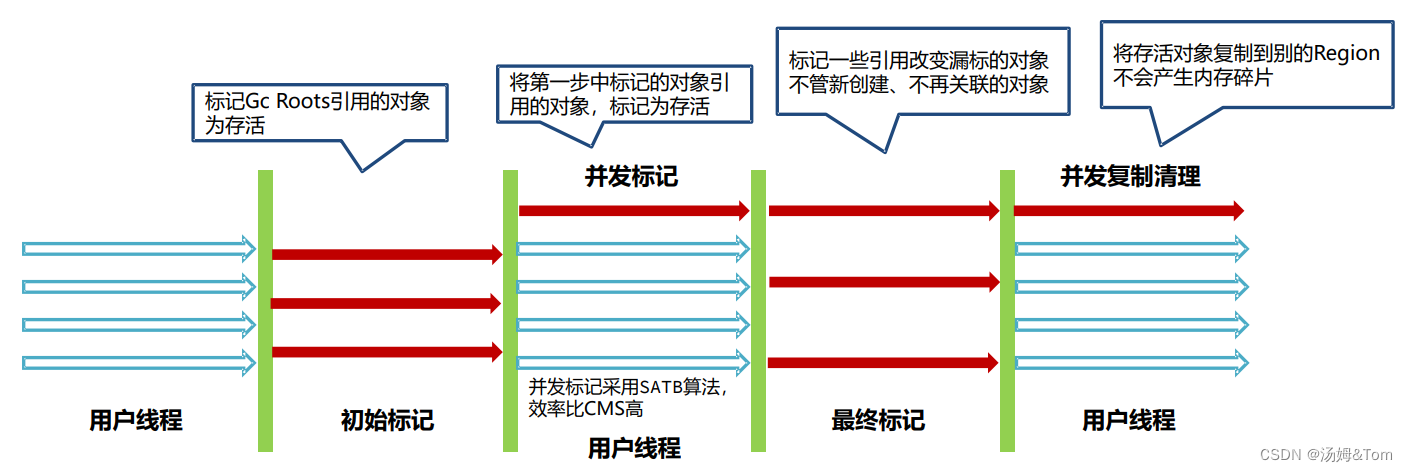 标记Gc Roots引用的对象
为存活
将第一步中标记的对象引
用的对象，标记为存活
标记一些引用改变漏标的对象
不管新创建、不再关联的对象
将存活对象复制到别的Region
不会产生内存碎片
并发标记
并发复制清理
并发标记采用SATB算法，
效率比CMS高
用户线程
初始标记
用户线程
最终标记
用户线程
CSDN @汤姆&Tom